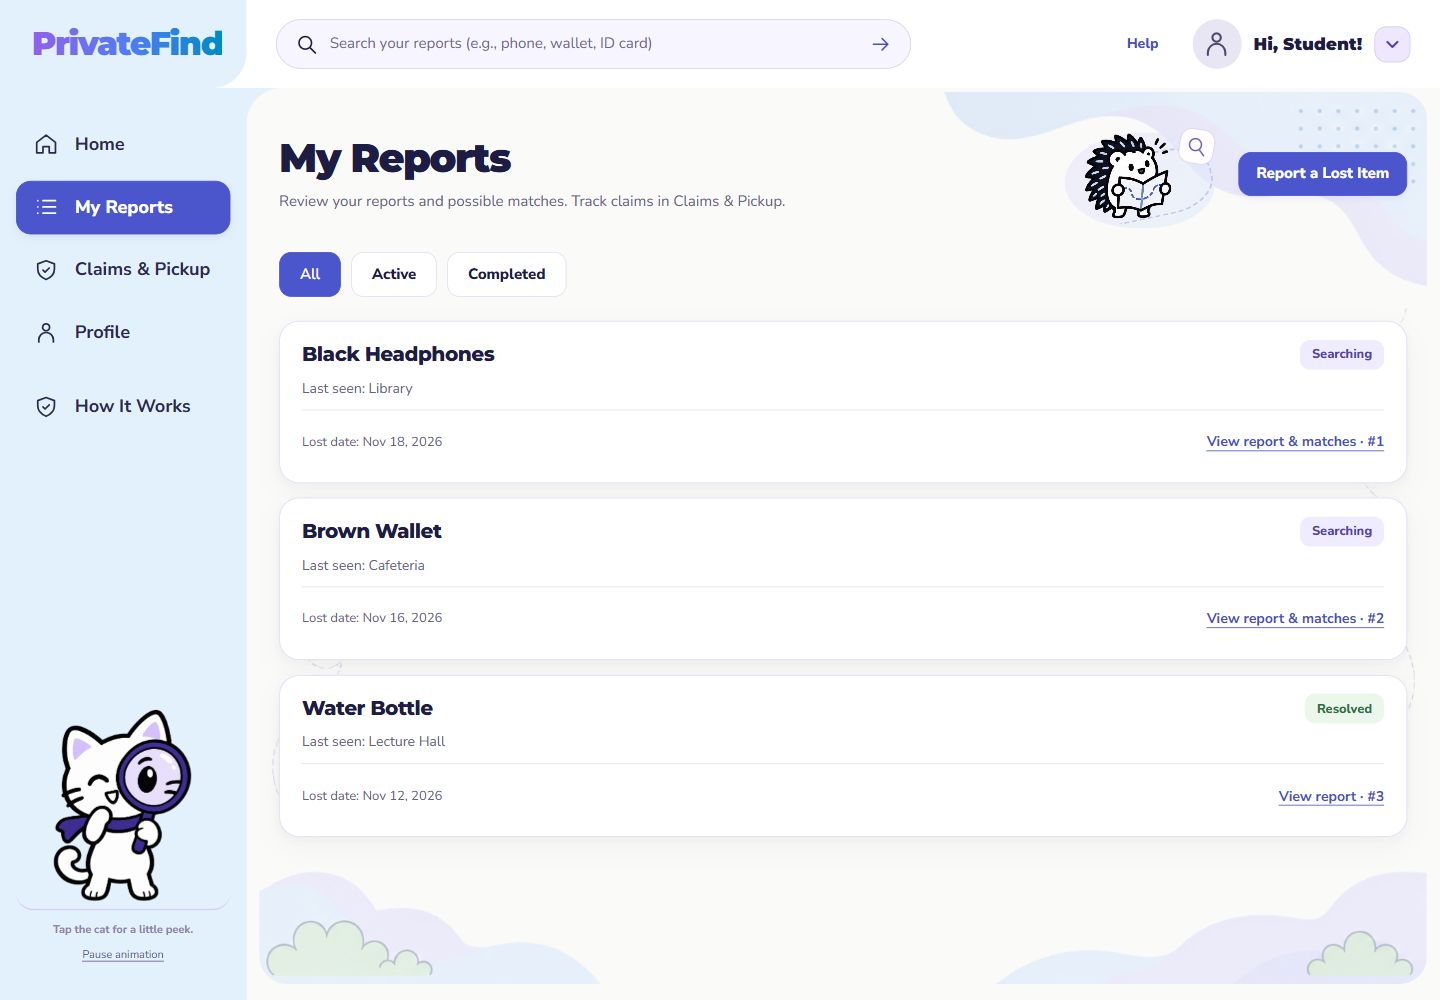 PrivateFind
Search your reports (e.g., phone, wallet, ID card)
Help
Hi, Student!
Home
My Reports
Claims & Pickup
Profile
How It Works
Tap the cat for a little peek.
Pause animation
My Reports
Review your reports and possible matches. Track claims in Claims & Pickup.
Report a Lost Item
All
Active
Completed
Black Headphones
Searching
Last seen: Library
Lost date: Nov 18, 2026
View report & matches · #1
Brown Wallet
Searching
Last seen: Cafeteria
Lost date: Nov 16, 2026
View report & matches · #2
Water Bottle
Resolved
Last seen: Lecture Hall
Lost date: Nov 12, 2026
View report · #3